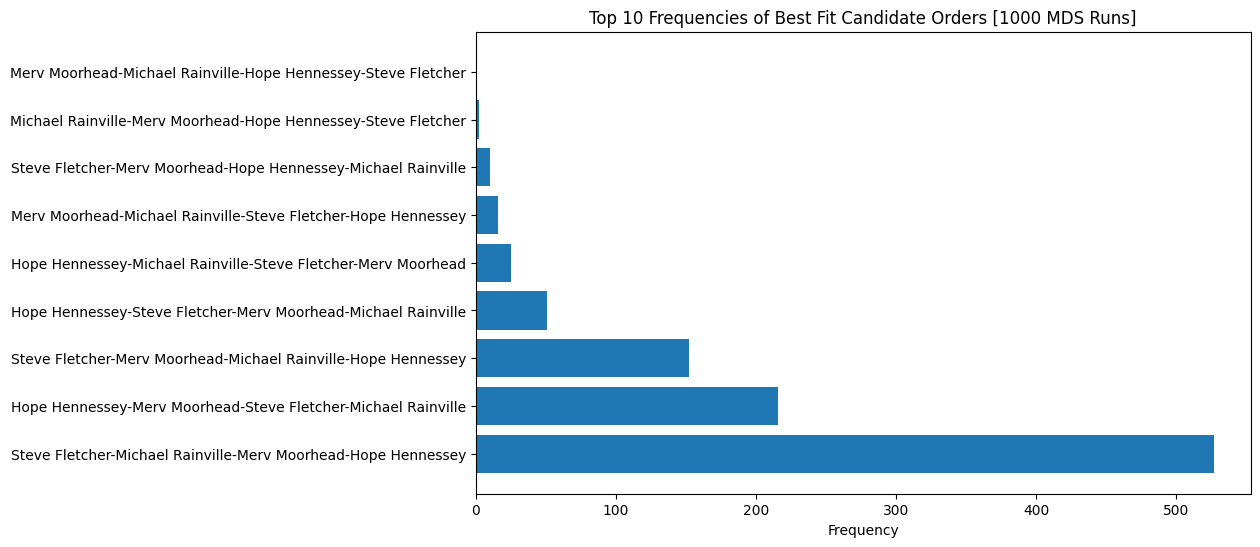 Top 10 Frequencies of Best Fit Candidate Orders [1000 MDS Runs]
Merv Moorhead-Michael Rainville-Hope Hennessey-Steve Fletcher
Michael Rainville-Merv Moorhead-Hope Hennessey-Steve Fletcher
Steve Fletcher-Merv Moorhead-Hope Hennessey-Michael Rainville
Merv Moorhead-Michael Rainville-Steve Fletcher-Hope Hennessey
Hope Hennessey-Michael Rainville-Steve Fletcher-Merv Moorhead
Hope Hennessey-Steve Fletcher-Merv Moorhead-Michael Rainville
Steve Fletcher-Merv Moorhead-Michael Rainville-Hope Hennessey
Hope Hennessey-Merv Moorhead-Steve Fletcher-Michael Rainville
Steve Fletcher-Michael Rainville-Merv Moorhead-Hope Hennessey
0 100 200 300 400 500
Frequency